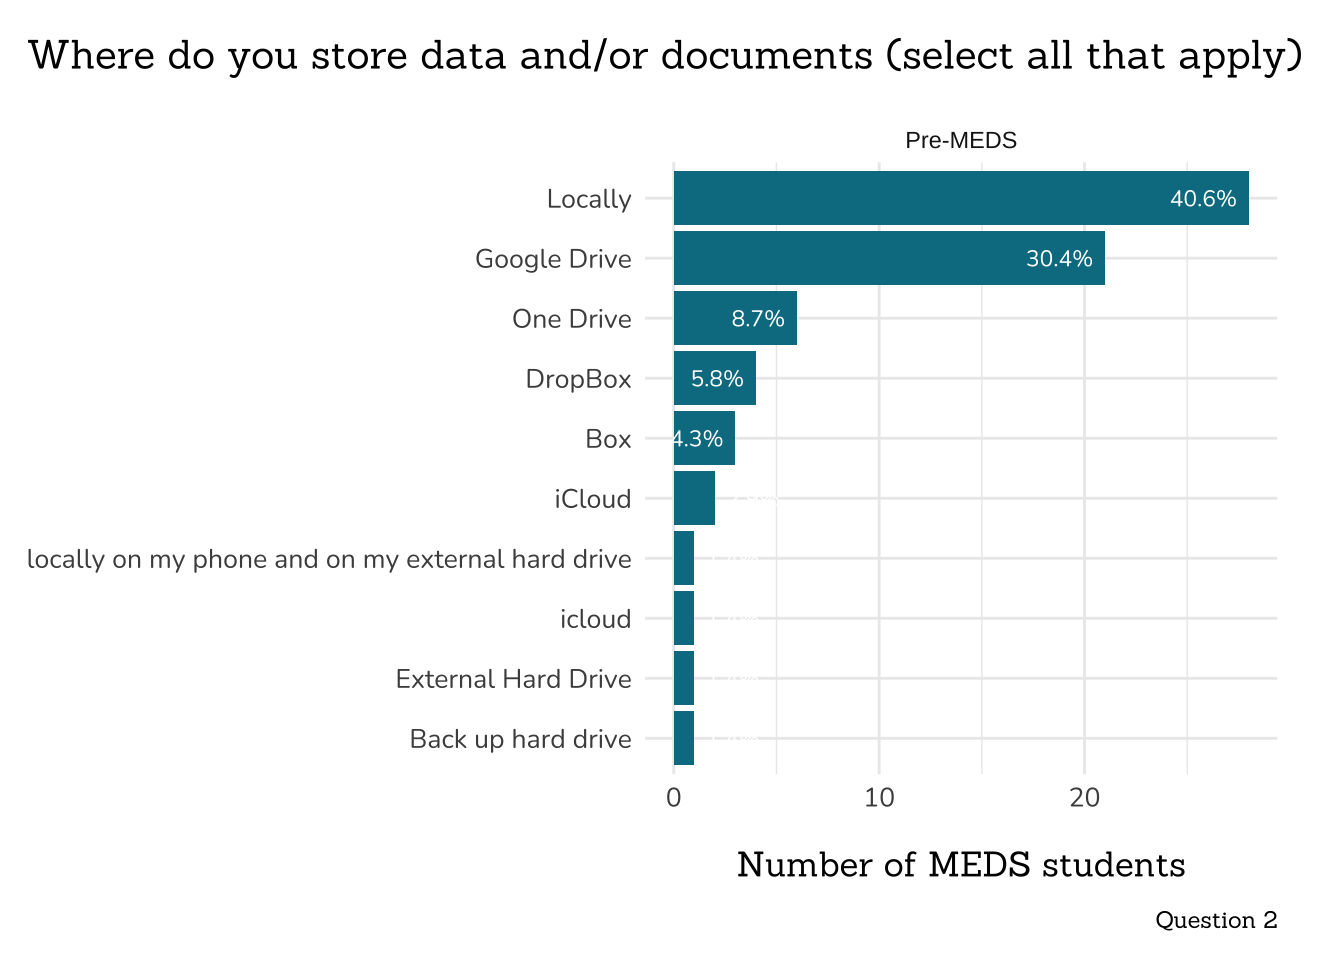 Where do you store data and/or documents (select all that apply)
Pre-MEDS
Locally
40.6%
Google Drive
30.4%
One Drive
8.7%
DropBox
5.8%
Box
4.3%
iCloud
locally on my phone and on my external hard drive
icloud
External Hard Drive
Back up hard drive
0 10 20
Number of MEDS students
Question 2